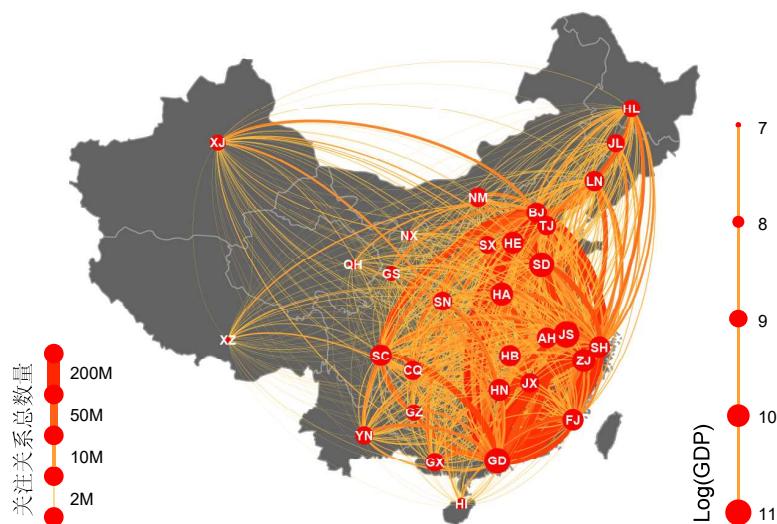 HL
XJ
JL
LN
NM
BJ
TJ
NX
SX
HE
QH
GS
SD
SN
HA
XZ
AH
JS
SH
SC
HB
ZJ
CQ
JX
HN
GZ
FJ
YN
GX
GD
HI
关注关系总数量
200M
50M
10M
2M
Log(GDP)
7
8
9
10
11